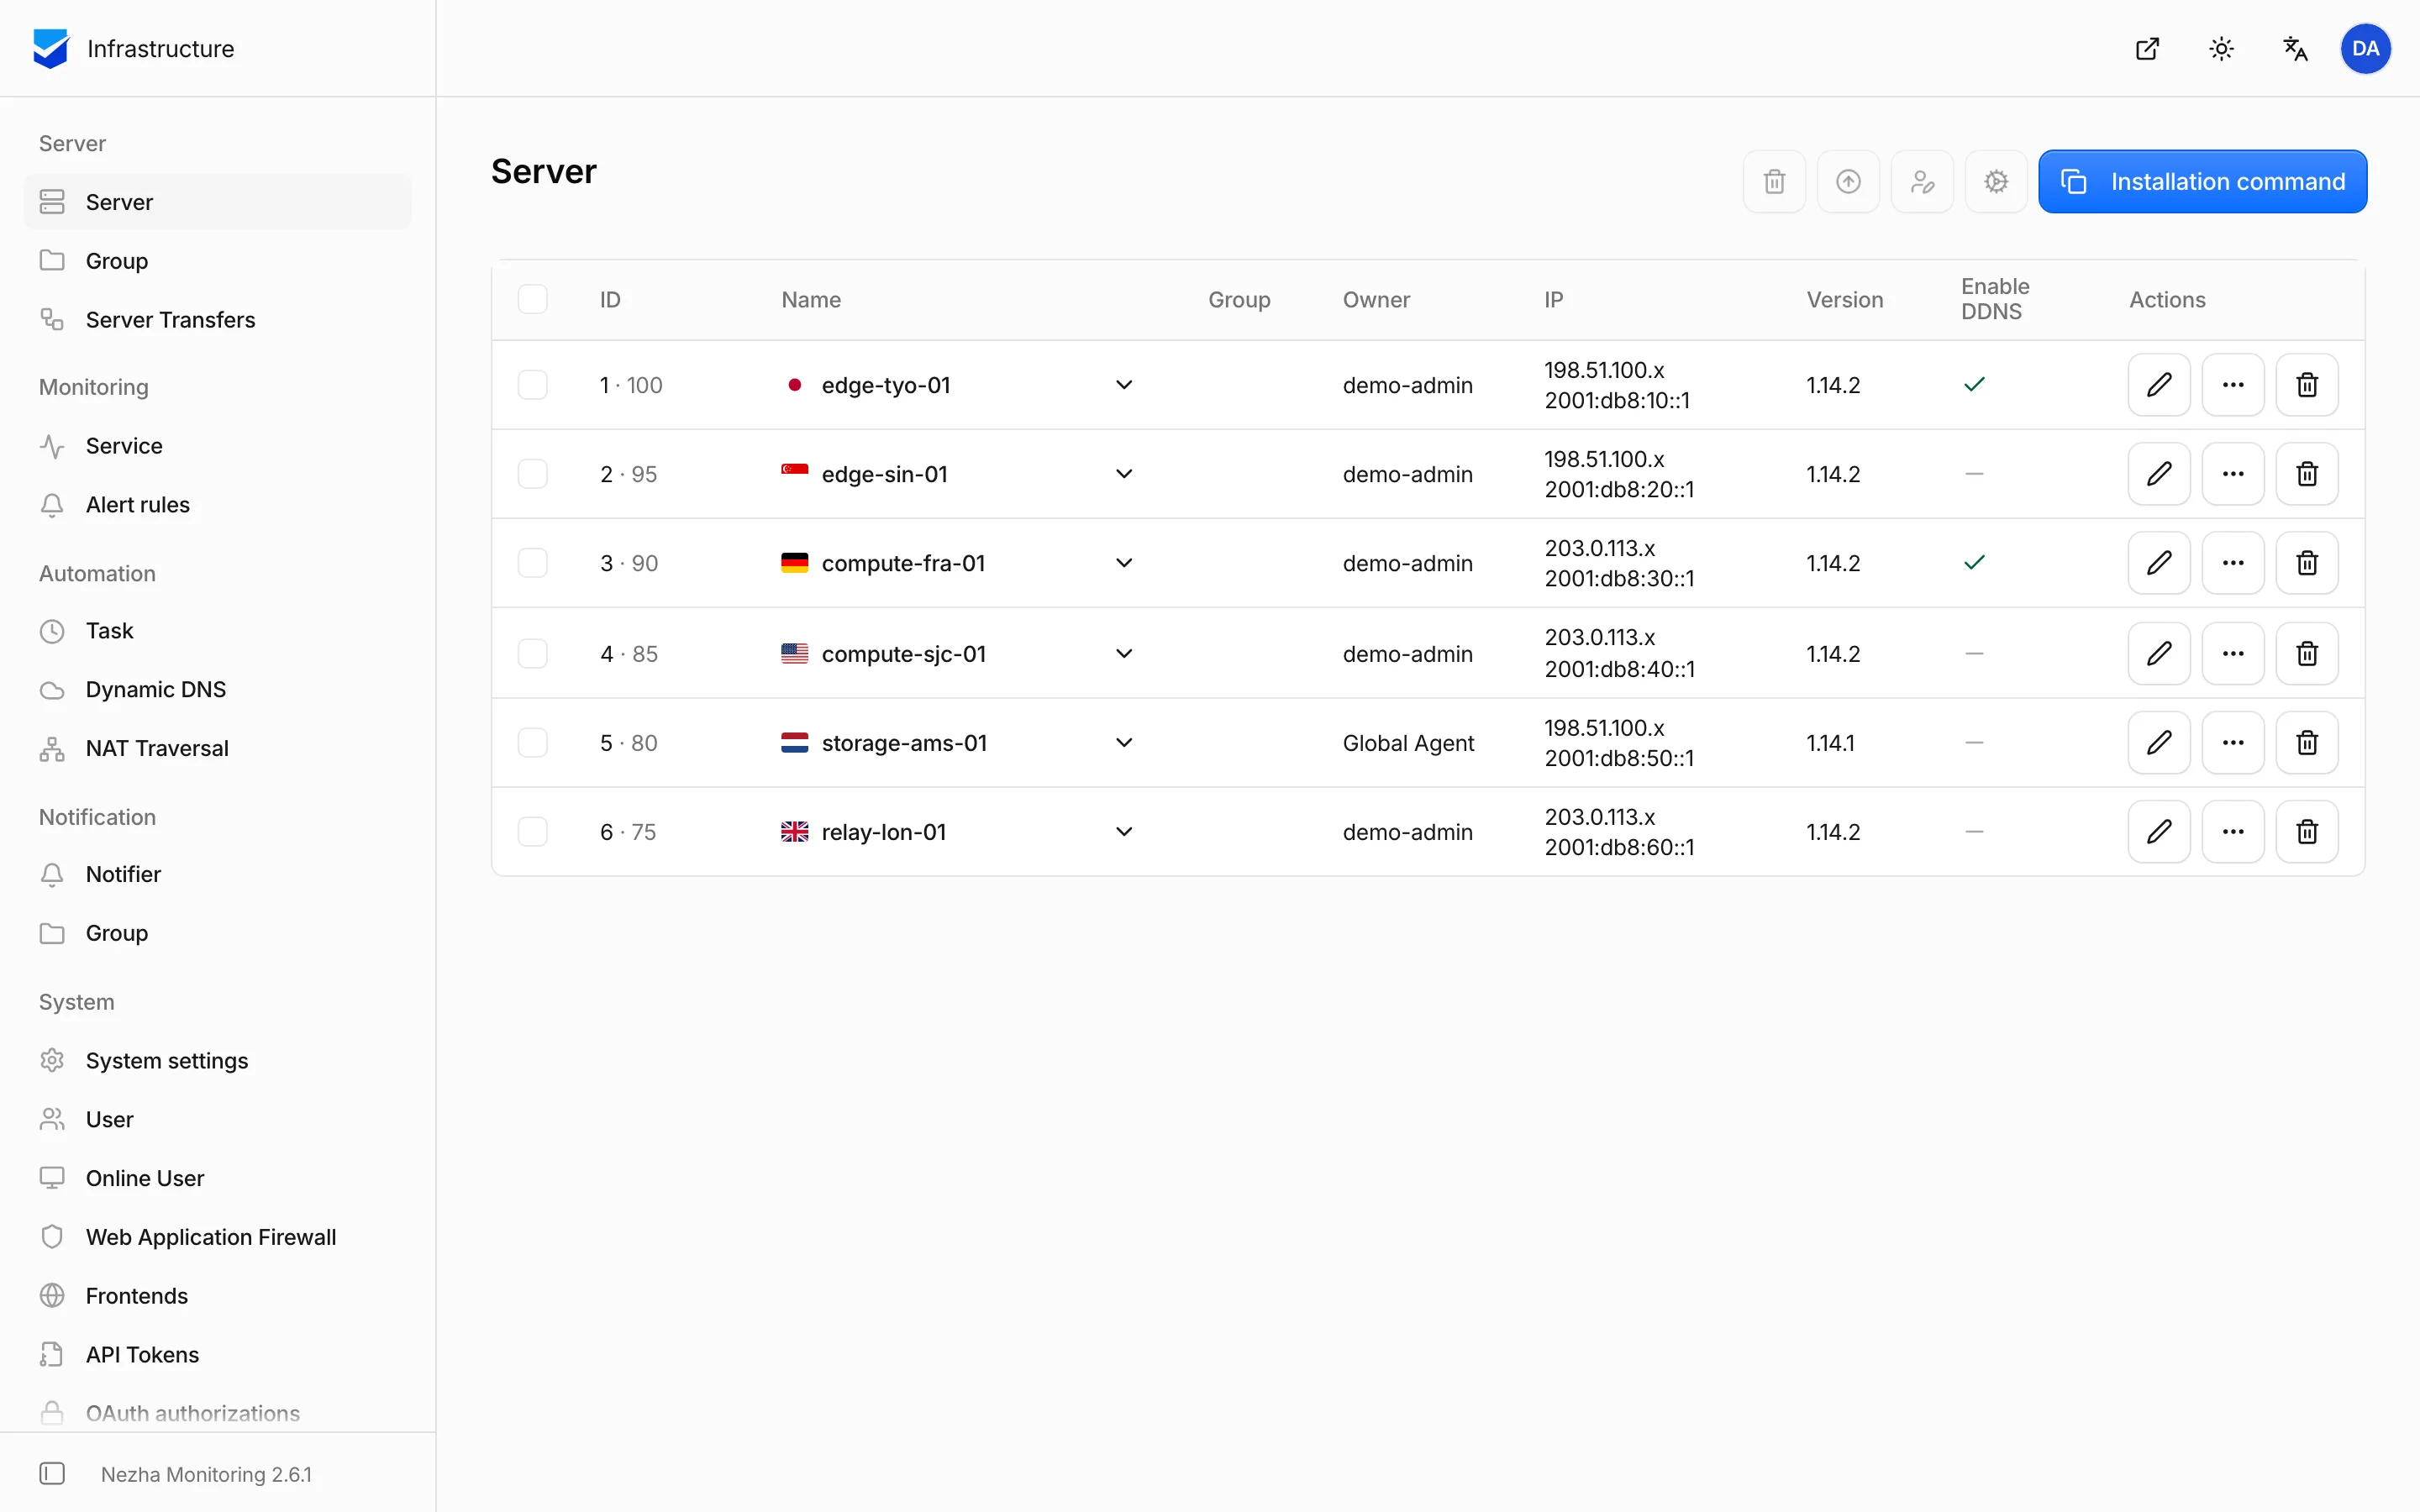 Infrastructure
DA
Server
Server
Group
Server Transfers
Monitoring
Service
Alert rules
Automation
Task
Dynamic DNS
NAT Traversal
Notification
Notifier
Group
System
System settings
User
Online User
Web Application Firewall
Frontends
API Tokens
OAuth authorizations
Nezha Monitoring 2.6.1
Server
Installation command
ID Name Group Owner IP Version Enable DDNS Actions
1 · 100 edge-tyo-01 demo-admin 198.51.100.x 1.14.2
2001:db8:10::1
2 · 95 edge-sin-01 demo-admin 198.51.100.x 1.14.2 —
2001:db8:20::1
3 · 90 compute-fra-01 demo-admin 203.0.113.x 1.14.2
2001:db8:30::1
4 · 85 compute-sjc-01 demo-admin 203.0.113.x 1.14.2 —
2001:db8:40::1
5 · 80 storage-ams-01 Global Agent 198.51.100.x 1.14.1 —
2001:db8:50::1
6 · 75 relay-lon-01 demo-admin 203.0.113.x 1.14.2 —
2001:db8:60::1